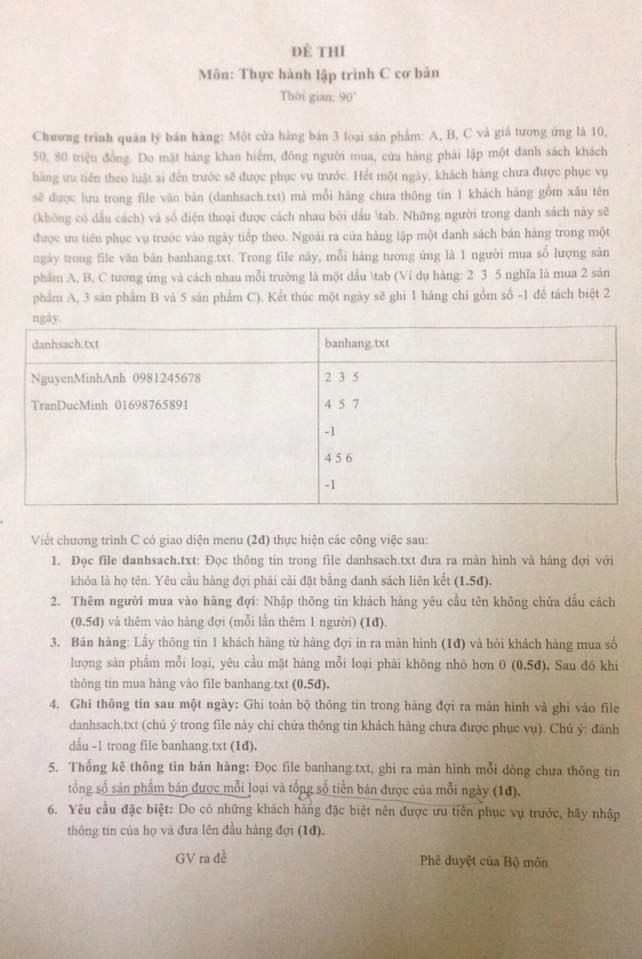 ĐỀ THI
Môn: Thực hành lập trình C cơ bản
Thời gian: 90'
Chương trình quản lý bán hàng: Một cửa hàng bán 3 loại sản phẩm: A, B, C và giá tương ứng là 10,
50, 80 triệu đồng. Do mặt hàng khan hiếm, đông người mua, cửa hàng phải lập một danh sách khách
hàng ưu tiên theo luật ai đến trước sẽ được phục vụ trước. Hết một ngày, khách hàng chưa được phục vụ
sẽ được lưu trong file văn bản (danhsach.txt) mà mỗi hàng chưa thông tin 1 khách hàng gồm xâu tên
(không có dấu cách) và số điện thoại được cách nhau bởi dấu \tab. Những người trong danh sách này sẽ
được ưu tiên phục vụ trước vào ngày tiếp theo. Ngoài ra cửa hàng lập một danh sách bán hàng trong một
ngày trong file văn bản banhang.txt. Trong file này, mỗi hàng tương ứng là 1 người mua số lượng sản
phẩm A, B, C tương ứng và cách nhau mỗi trường là một dấu \tab (Ví dụ hàng: 2 3 5 nghĩa là mua 2 sản
phẩm A, 3 sản phẩm B và 5 sản phẩm C). Kết thúc một ngày sẽ ghi 1 hàng chỉ gồm số -1 để tách biệt 2
ngày.
danhsach.txt banhang.txt
NguyenMinhAnh 0981245678 2 3 5
TranDucMinh 01698765891 4 5 7
-1
4 5 6
-1
Viết chương trình C có giao diện menu (2đ) thực hiện các công việc sau:
1. Đọc file danhsach.txt: Đọc thông tin trong file danhsach.txt đưa ra màn hình và hàng đợi với
khóa là họ tên. Yêu cầu hàng đợi phải cài đặt bằng danh sách liên kết (1.5đ).
2. Thêm người mua vào hàng đợi: Nhập thông tin khách hàng yêu cầu tên không chứa dấu cách
(0.5đ) và thêm vào hàng đợi (mỗi lần thêm 1 người) (1đ).
3. Bán hàng: Lấy thông tin 1 khách hàng từ hàng đợi in ra màn hình (1đ) và hỏi khách hàng mua số
lượng sản phẩm mỗi loại, yêu cầu mặt hàng mỗi loại phải không nhỏ hơn 0 (0.5đ). Sau đó khi
thông tin mua hàng vào file banhang.txt (0.5đ).
4. Ghi thông tin sau một ngày: Ghi toàn bộ thông tin trong hàng đợi ra màn hình và ghi vào file
danhsach.txt (chú ý trong file này chỉ chứa thông tin khách hàng chưa được phục vụ). Chú ý: đánh
dấu -1 trong file banhang.txt (1đ).
5. Thống kê thông tin bán hàng: Đọc file banhang.txt, ghi ra màn hình mỗi dòng chưa thông tin
tổng số sản phẩm bán được mỗi loại và tổng số tiền bán được của mỗi ngày (1đ).
6. Yêu cầu đặc biệt: Do có những khách hàng đặc biệt nên được ưu tiên phục vụ trước, hãy nhập
thông tin của họ và đưa lên đầu hàng đợi (1đ).
GV ra đề Phê duyệt của Bộ môn